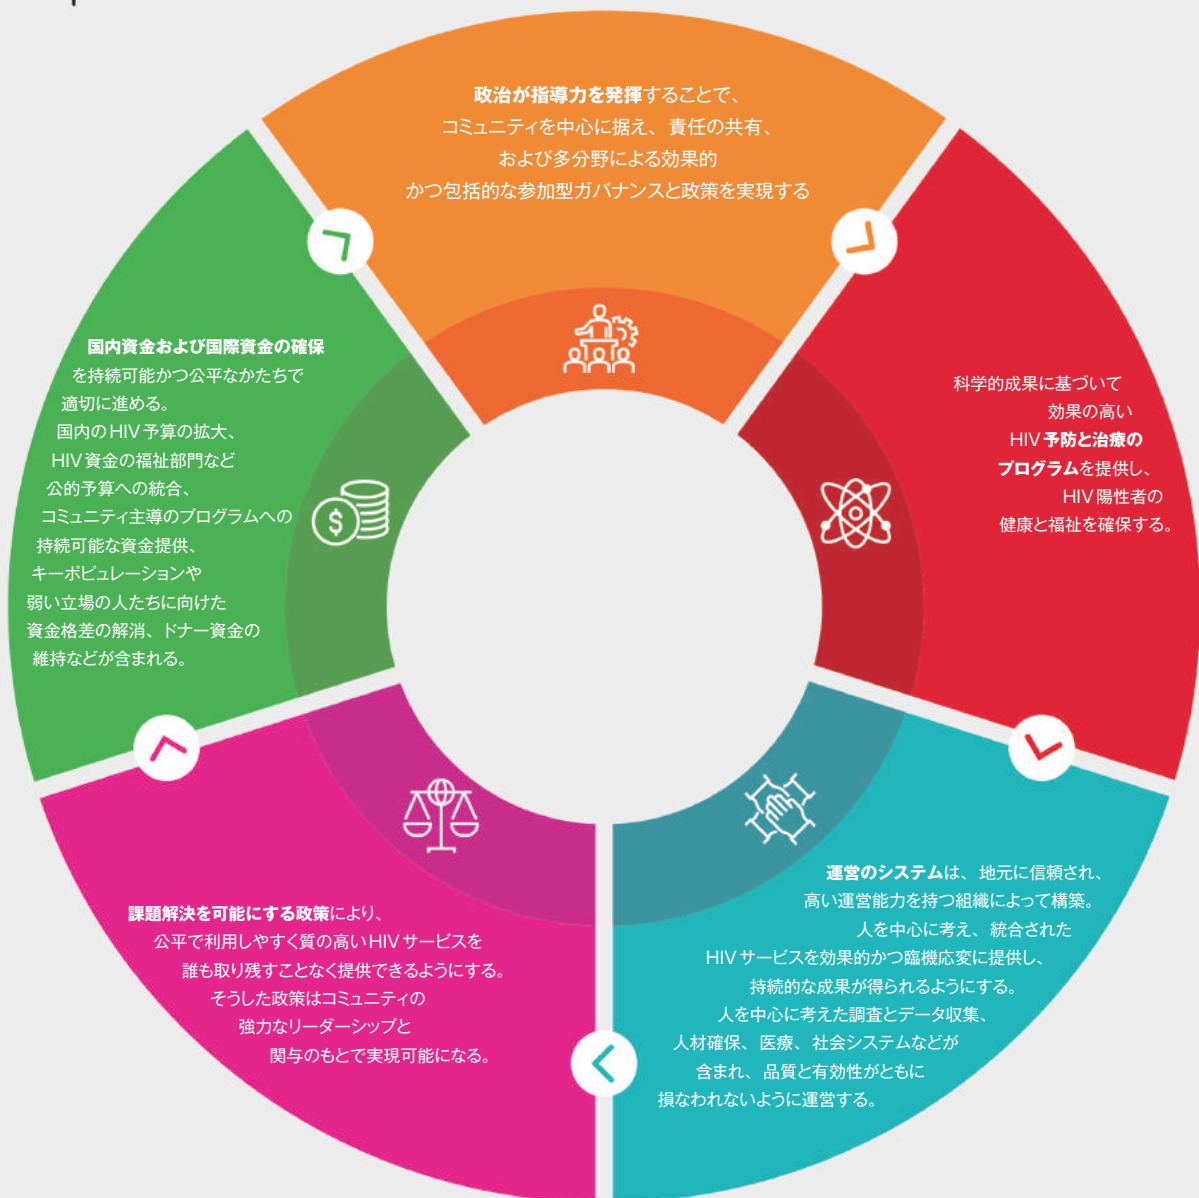 政治が指導力を発揮することで、
コミュニティを中心に据え、責任の共有、
および多分野による効果的
かつ包括的な参加型ガバナンスと政策を実現する
科学的成果に基づいて
効果の高い
HIV予防と治療の
プログラムを提供し、
HIV陽性者の
健康と福祉を確保する。
運営のシステムは、地元に信頼され、
高い運営能力を持つ組織によって構築。
人を中心に考え、統合された
HIVサービスを効果的かつ臨機応変に提供し、
持続的な成果が得られるようにする。
人を中心に考えた調査とデータ収集、
人材確保、医療、社会システムなどが
含まれ、品質と有効性がともに
損なわれないように運営する。
課題解決を可能にする政策により、
公平で利用しやすく質の高いHIVサービスを
誰も取り残すことなく提供できるようにする。
そうした政策はコミュニティの
強力なリーダーシップと
関与のもとで実現可能になる。
国内資金および国際資金の確保
を持続可能かつ公平なかたちで
適切に進める。
国内のHIV予算の拡大、
HIV資金の福祉部門など
公的予算への統合、
コミュニティ主導のプログラムへの
持続可能な資金提供、
キーポピュレーションや
弱い立場の人たちに向けた
資金格差の解消、ドナー資金の
維持などが含まれる。
$